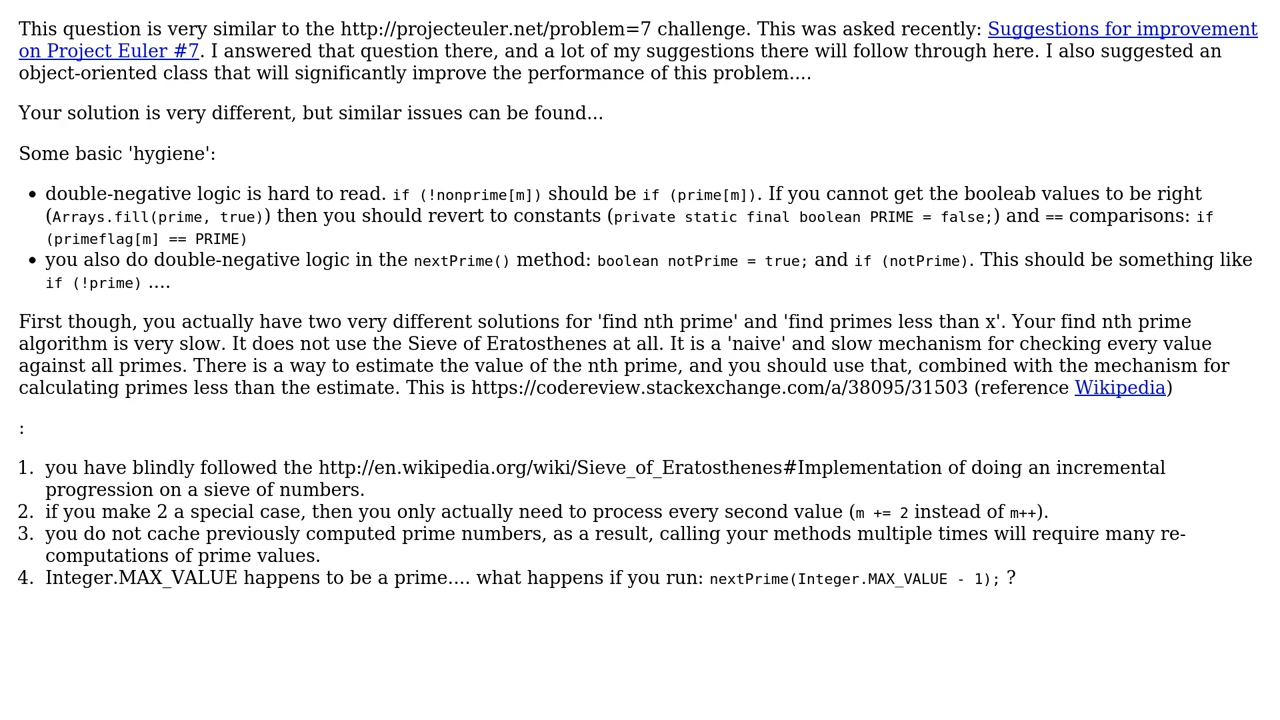 This question is very similar to the http://projecteuler.net/problem=7 challenge. This was asked recently: Suggestions for improvement
on Project Euler #7. I answered that question there, and a lot of my suggestions there will follow through here. I also suggested an
object-oriented class that will significantly improve the performance of this problem....
Your solution is very different, but similar issues can be found...
Some basic 'hygiene':
• double-negative logic is hard to read. if (!nonprime[m]) should be if (prime[m]). If you cannot get the booleab values to be right
(Arrays.fill(prime, true)) then you should revert to constants (private static final boolean PRIME = false;) and == comparisons: if
(primeflag[m] == PRIME)
• you also do double-negative logic in the nextPrime() method: boolean notPrime = true; and if (notPrime). This should be something like
if (!prime) ....
First though, you actually have two very different solutions for 'find nth prime' and 'find primes less than x'. Your find nth prime
algorithm is very slow. It does not use the Sieve of Eratosthenes at all. It is a 'naive' and slow mechanism for checking every value
against all primes. There is a way to estimate the value of the nth prime, and you should use that, combined with the mechanism for
calculating primes less than the estimate. This is https://codereview.stackexchange.com/a/38095/31503 (reference Wikipedia)
:
1. you have blindly followed the http://en.wikipedia.org/wiki/Sieve_of_Eratosthenes#Implementation of doing an incremental
progression on a sieve of numbers.
2. if you make 2 a special case, then you only actually need to process every second value (m += 2 instead of m++).
3. you do not cache previously computed prime numbers, as a result, calling your methods multiple times will require many re-
computations of prime values.
4. Integer.MAX_VALUE happens to be a prime.... what happens if you run: nextPrime(Integer.MAX_VALUE - 1); ?